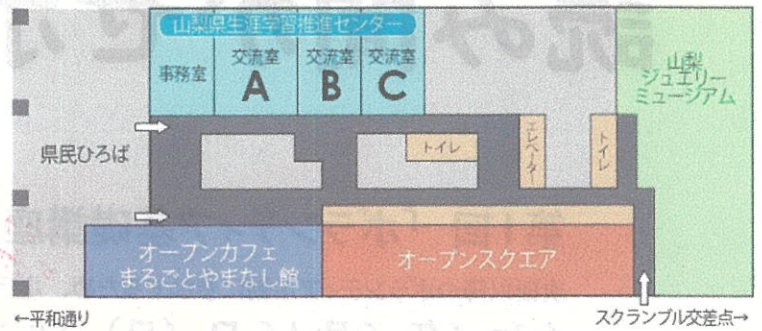 山梨県生涯学習推進センター
事務室
交流室
A
交流室
B
交流室
C
山梨
ジュエリー
ミュージアム
県民ひろば
トイレ
エレベーター
トイレ
オープンカフェ
まるごとやまなし館
オープンスクエア
←平和通り
スクランブル交差点→